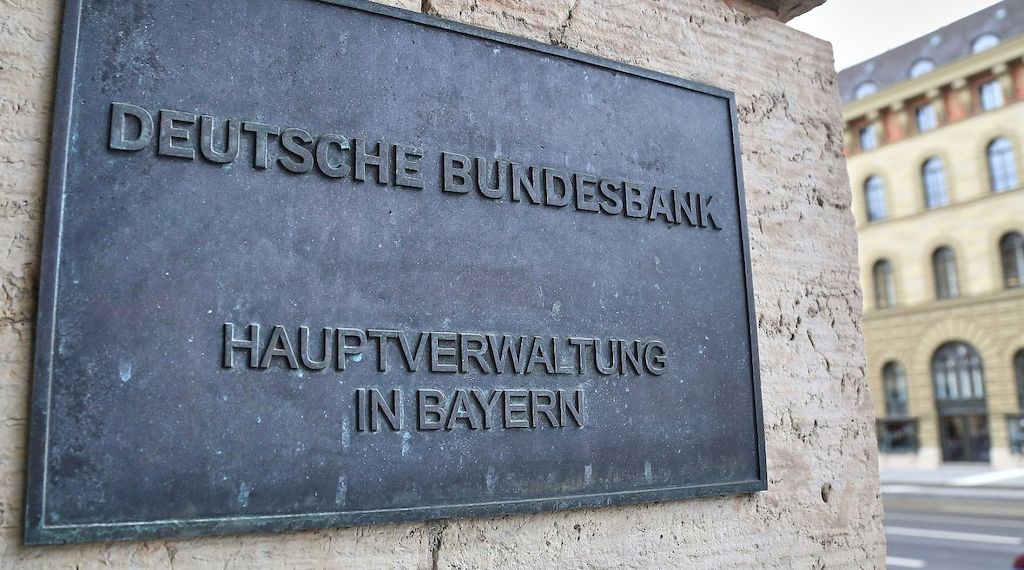 DEUTSCHE BUNDESBANK
HAUPTVERWALTUNG
IN BAYERN